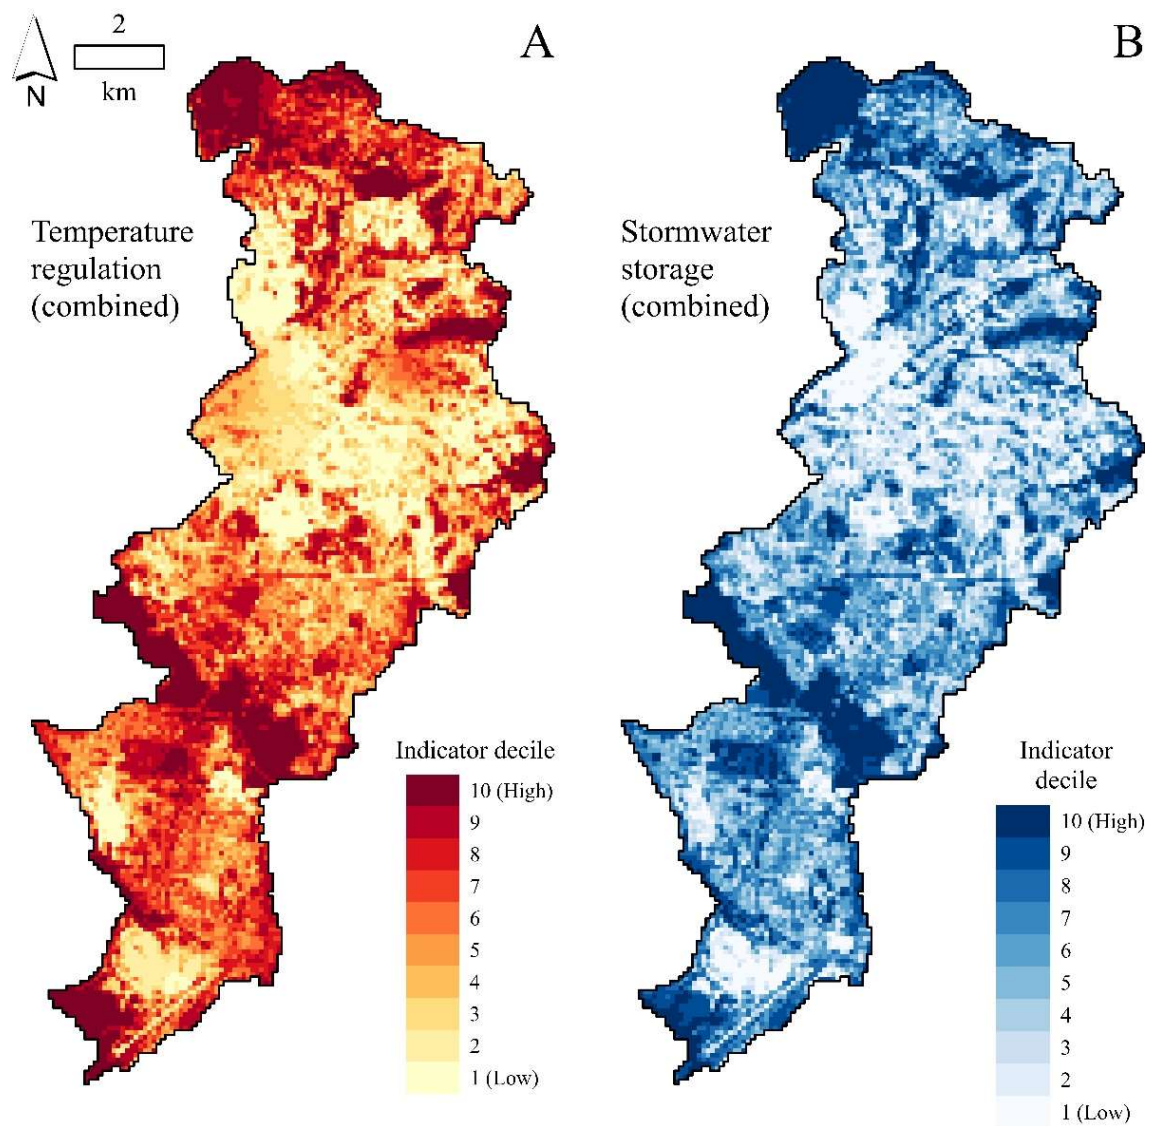 2
km
N
A
B
Temperature
regulation
(combined)
Stormwater
storage
(combined)
Indicator decile
10 (High)
9
8
7
6
5
4
3
2
1 (Low)
Indicator
decile
10 (High)
9
8
7
6
5
4
3
2
1 (Low)